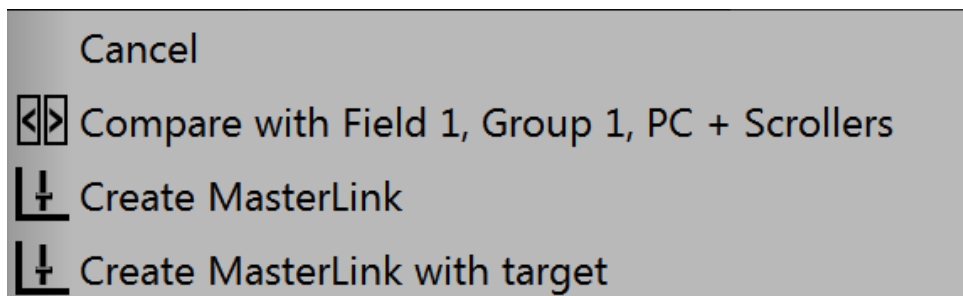 Cancel
Compare with Field 1, Group 1, PC + Scrollers
Create MasterLink
Create MasterLink with target